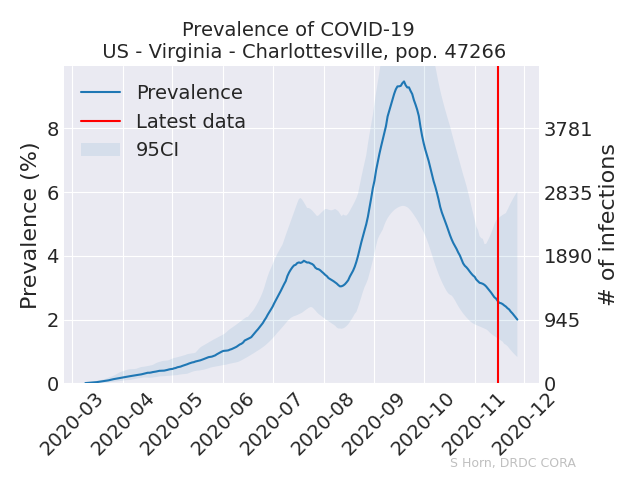 Prevalence of COVID-19
US - Virginia - Charlottesville, pop. 47266
Prevalence
Latest data
95CI
Prevalence (%)
8
6
4
2
0
3781
2835
1890
945
0
# of infections
2020-03
2020-04
2020-05
2020-06
2020-07
2020-08
2020-09
2020-10
2020-11
2020-12
S Horn, DRDC CORA